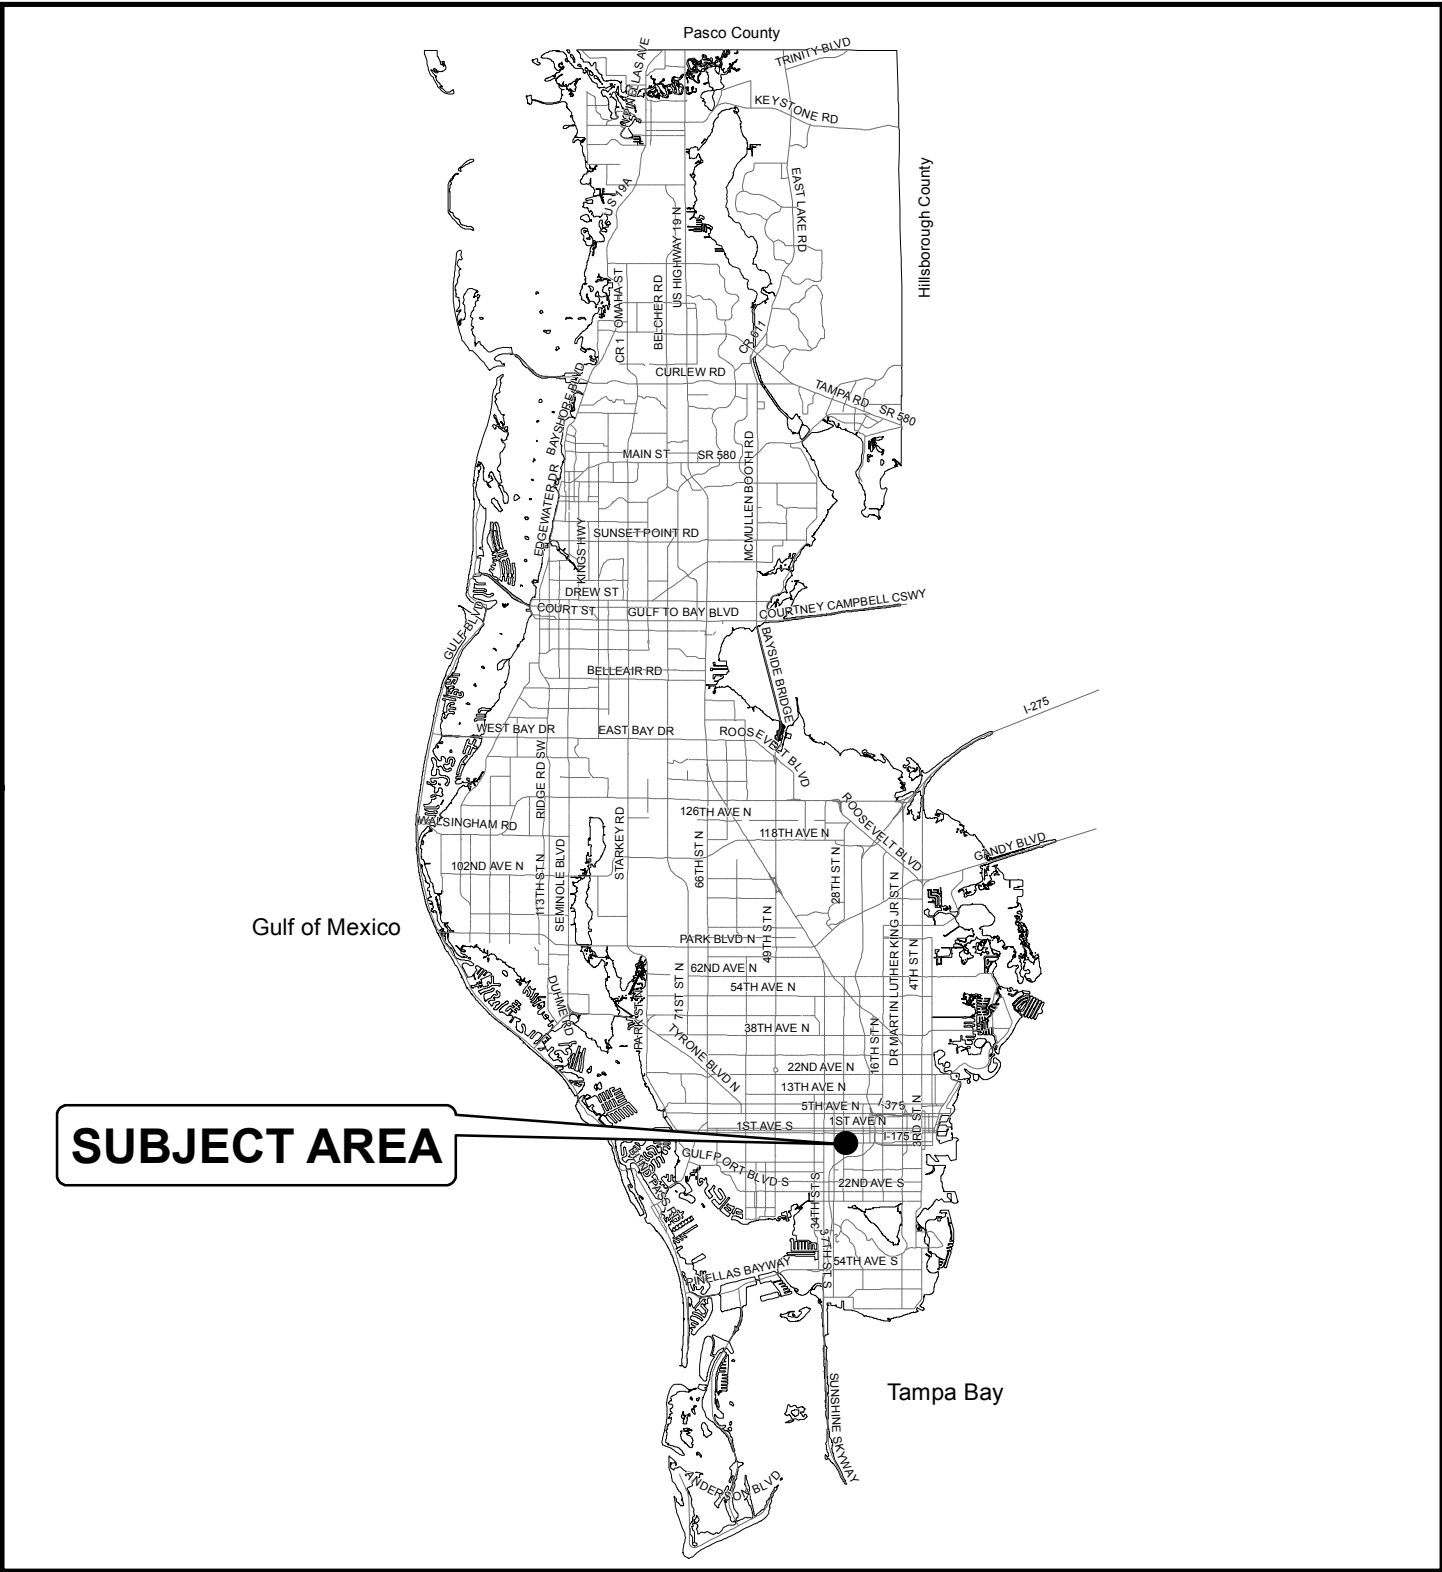 Pasco County
TRINITY BLVD
N PINELLAS AVE
KEYSTONE RD
Hillsborough County
EAST LAKE RD
US 19A
US HIGHWAY 19 N
OMAHA ST
BELCHER RD
CR 1
CR 611
CURLEW RD
TAMPA RD
SR 580
BAYSHORE BLVD
MAIN ST
SR 580
MCMULLEN BOOTH RD
EDGEWATER DR
KINGS HWY
SUNSET POINT RD
DREW ST
COURT ST
GULF TO BAY BLVD
COURTNEY CAMPBELL CSWY
GULF BLVD
BAYSIDE BRIDGE
BELLEAIR RD
I-275
WEST BAY DR
EAST BAY DR
ROOSEVELT BLVD
RIDGE RD SW
126TH AVE N
ROOSEVELT BLVD
WALSINGHAM RD
118TH AVE N
STARKEY RD
66TH ST N
GANDY BLVD
102ND AVE N
113TH ST N
SEMINOLE BLVD
28TH ST N
DR MARTIN LUTHER KING JR ST N
Gulf of Mexico
49TH ST N
PARK BLVD N
4TH ST N
62ND AVE N
71ST ST N
54TH AVE N
DUHME RD
PARK ST N
38TH AVE N
16TH ST N
TYRONE BLVD N
22ND AVE N
13TH AVE N
5TH AVE N
I-375
3RD ST N
1ST AVE N
1ST AVE S
I-175
SUBJECT AREA
GULFPORT BLVD S
22ND AVE S
34TH ST S
37TH ST S
54TH AVE S
PINELLAS BAYWAY
Tampa Bay
SUNSHINE SKYWAY
ANDERSON BLVD